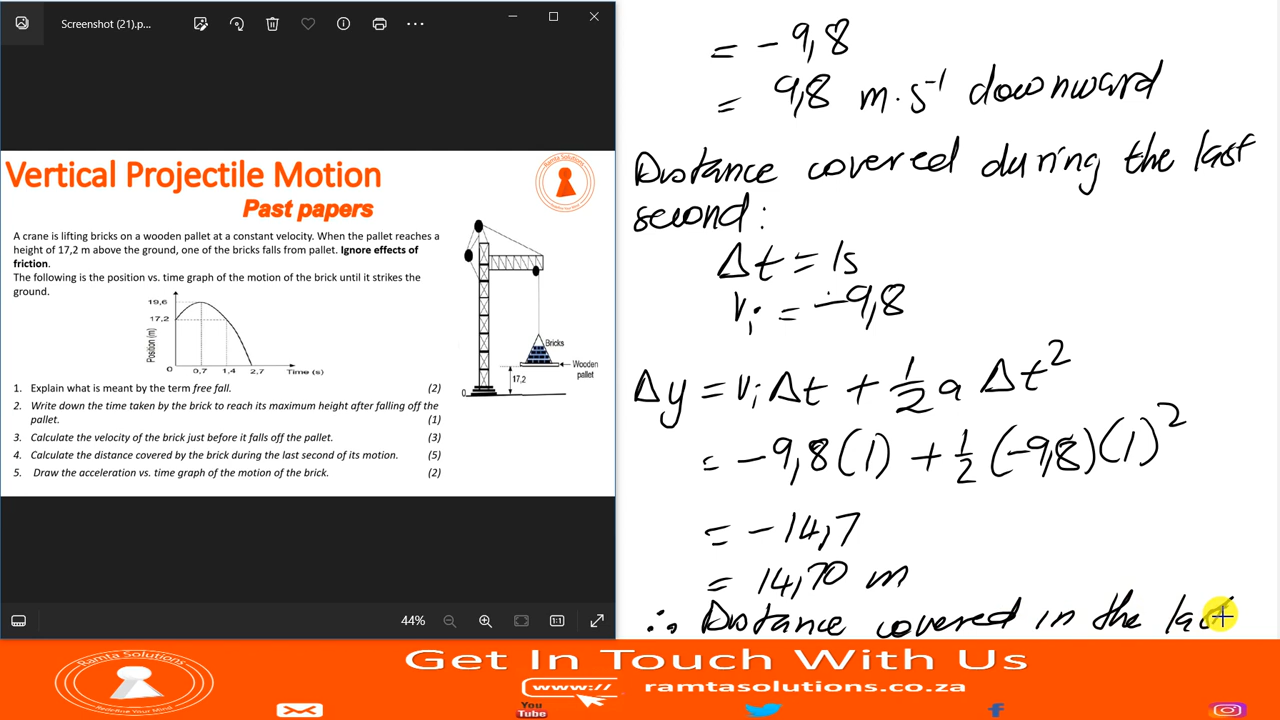 Screenshot (21).p...
Vertical Projectile Motion
Past papers
Ramta Solutions
A crane is lifting bricks on a wooden pallet at a constant velocity. When the pallet reaches a
height of 17,2 m above the ground, one of the bricks falls from pallet. Ignore effects of
friction.
The following is the position vs. time graph of the motion of the brick until it strikes the
ground.
19,6
17,2
Position (m)
0
0,7
1,4
2,7
Time (s)
Bricks
Wooden
pallet
17,2
0
1. Explain what is meant by the term free fall. (2)
2. Write down the time taken by the brick to reach its maximum height after falling off the
pallet. (1)
3. Calculate the velocity of the brick just before it falls off the pallet. (3)
4. Calculate the distance covered by the brick during the last second of its motion. (5)
5. Draw the acceleration vs. time graph of the motion of the brick. (2)
44%
1:1
= -9,8
= 9,8 m·s⁻¹ downward
Distance covered during the last
second:
Δt = 1s
vi = -9,8
Δy = viΔt + 1/2 a Δt²
= -9,8(1) + 1/2 (-9,8)(1)²
= -14,7
= 14,70 m
∴ Distance covered in the last
Ramta Solutions
Redefine Your Mind
Get In Touch With Us
www://
ramtasolutions.co.za
You
Tube